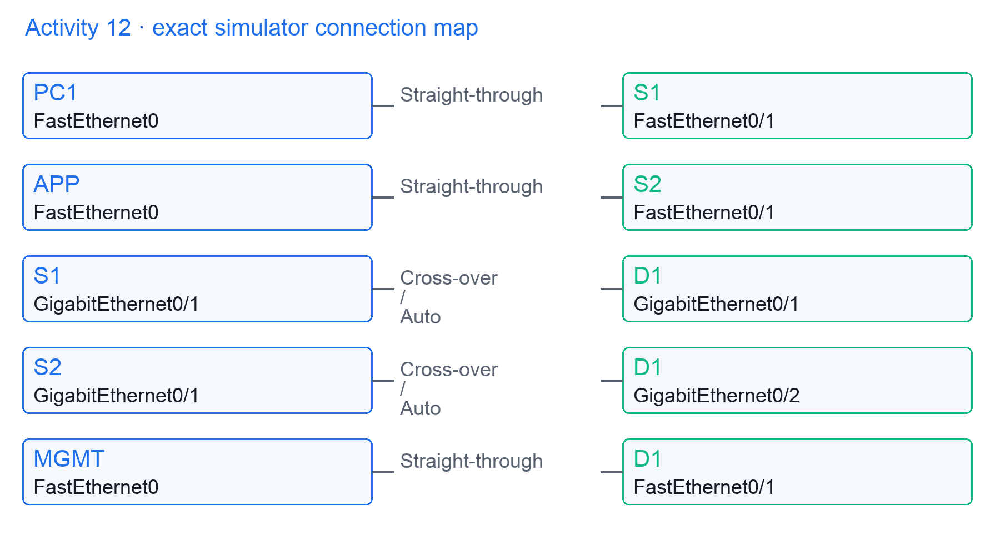 Activity 12 · exact simulator connection map
PC1
FastEthernet0
Straight-through
S1
FastEthernet0/1
APP
FastEthernet0
Straight-through
S2
FastEthernet0/1
S1
GigabitEthernet0/1
Cross-over
/
Auto
D1
GigabitEthernet0/1
S2
GigabitEthernet0/1
Cross-over
/
Auto
D1
GigabitEthernet0/2
MGMT
FastEthernet0
Straight-through
D1
FastEthernet0/1